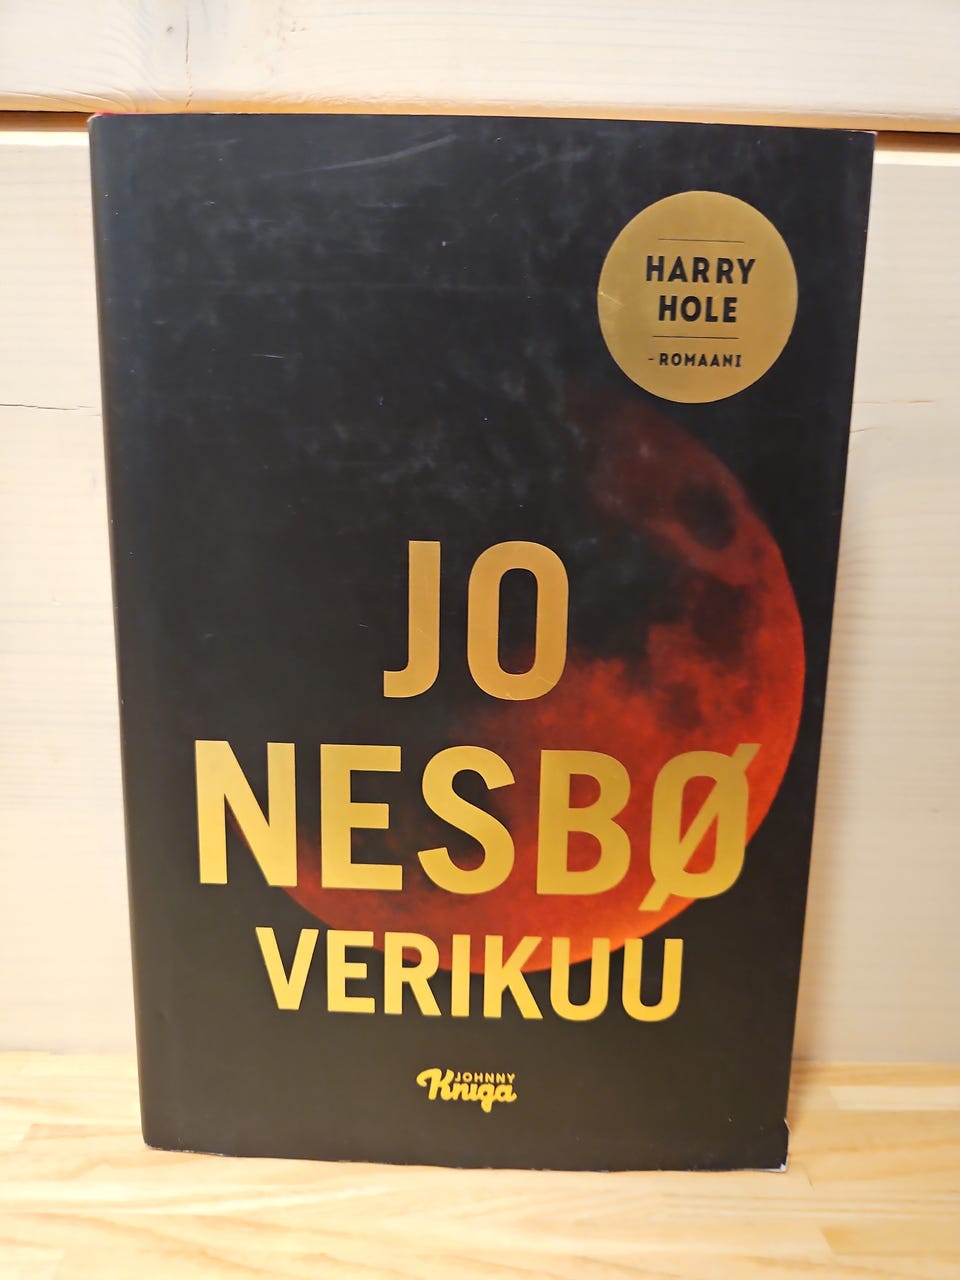 HARRY
HOLE
-ROMAANI
JO
NESBØ
VERIKUU
JOHNNY
Kniga